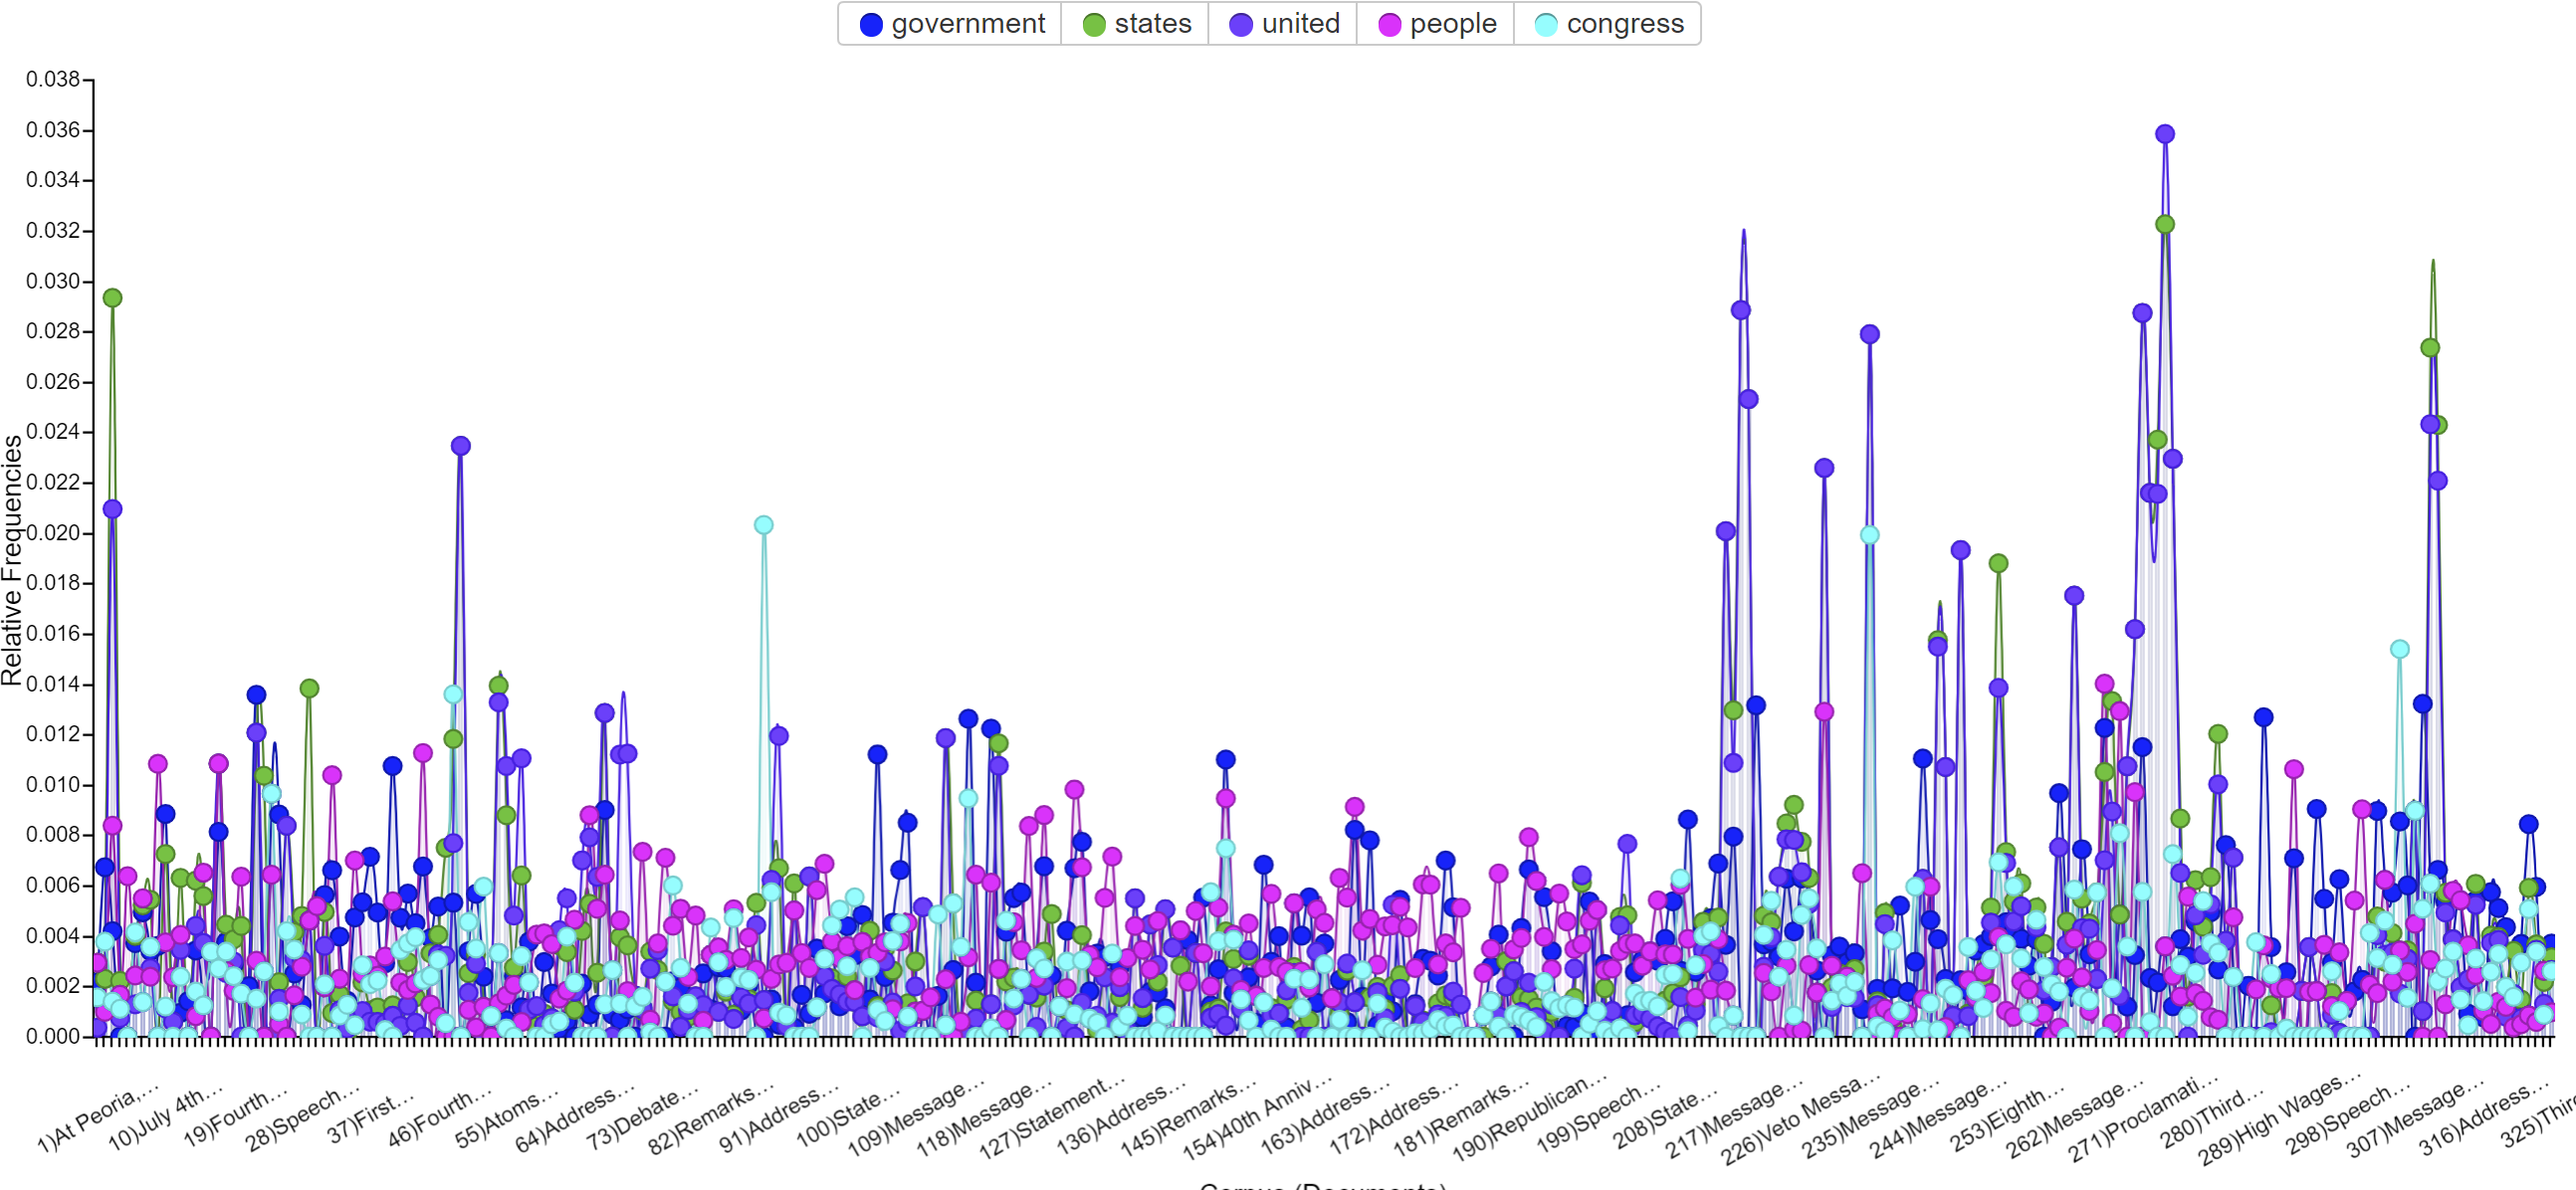 government states united people congress
0.038
0.036
0.034
0.032
0.030
0.028
0.026
0.024
0.022
0.020
0.018
0.016
0.014
0.012
0.010
0.008
0.006
0.004
0.002
0.000
Relative Frequencies
1)At Peoria,…
10)July 4th…
19)Fourth…
28)Speech…
37)First…
46)Fourth…
55)Atoms…
64)Address…
73)Debate…
82)Remarks…
91)Address…
100)State…
109)Message…
118)Message…
127)Statement…
136)Address…
145)Remarks…
154)40th Anniv…
163)Address…
172)Address…
181)Remarks…
190)Republican…
199)Speech…
208)State…
217)Message…
226)Veto Messa…
235)Message…
244)Message…
253)Eighth…
262)Message…
271)Proclamati…
280)Third…
289)High Wages…
298)Speech…
307)Message…
316)Address…
325)Thir
Corpus (Documents)